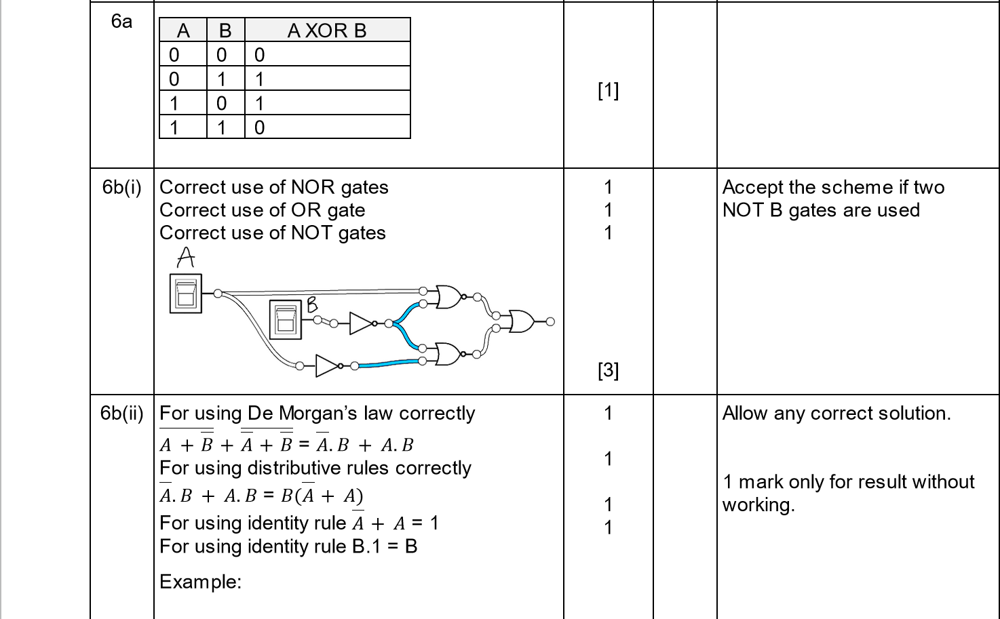 6a
A B A XOR B
0 0 0
0 1 1
1 0 1
1 1 0
[1]
6b(i) Correct use of NOR gates 1 Accept the scheme if two
Correct use of OR gate 1 NOT B gates are used
Correct use of NOT gates 1
A
B
[3]
6b(ii) For using De Morgan’s law correctly 1 Allow any correct solution.
$\overline{A + \overline{B}} + \overline{\overline{A} + \overline{B}} = \overline{A}.B + A.B$
For using distributive rules correctly 1
$\overline{A}.B + A.B = B(\overline{A} + A)$ 1 mark only for result without
For using identity rule $\overline{A} + A = 1$ 1 working.
For using identity rule B.1 = B 1
Example: